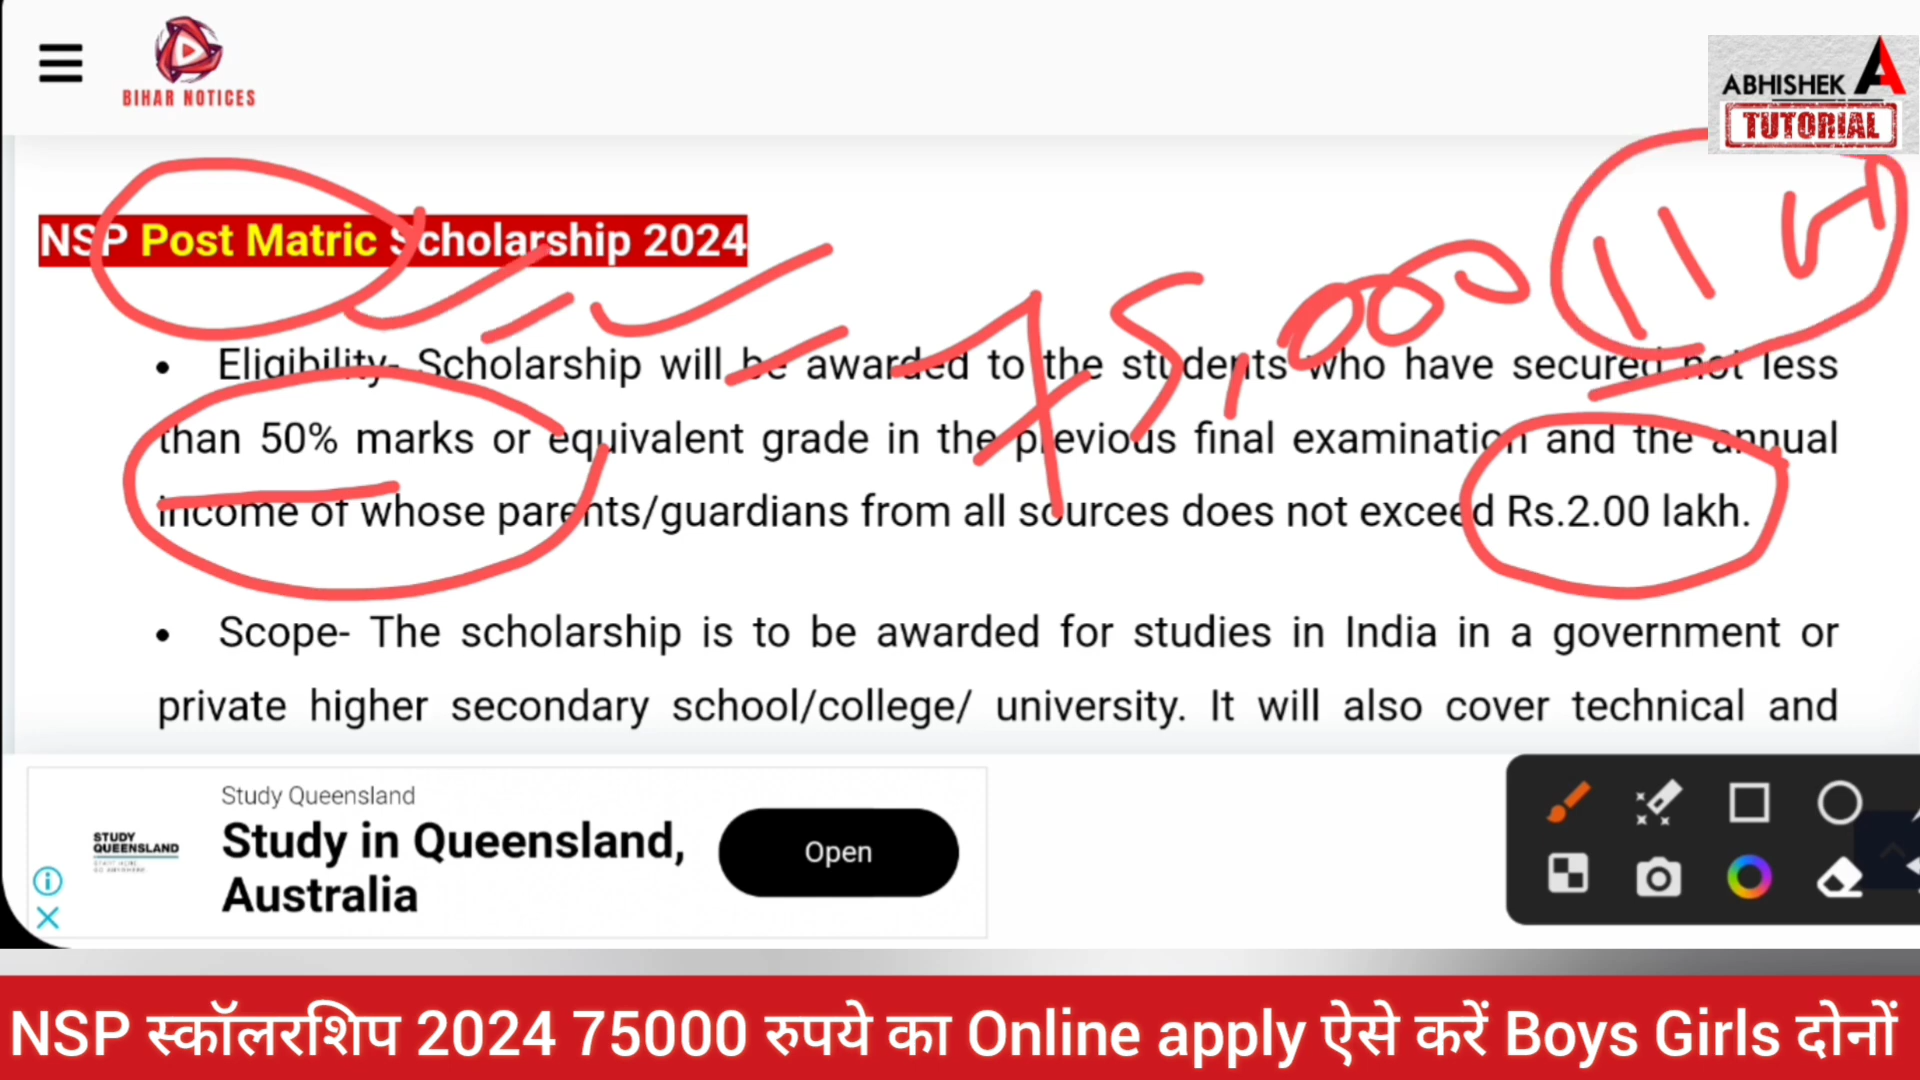 BIHAR NOTICES
ABHISHEK A
TUTORIAL
NSP Post Matric Scholarship 2024
75,000
11
• Eligibility- Scholarship will be awarded to the students who have secured not less
than 50% marks or equivalent grade in the previous final examination and the annual
income of whose parents/guardians from all sources does not exceed Rs.2.00 lakh.
• Scope- The scholarship is to be awarded for studies in India in a government or
private higher secondary school/college/ university. It will also cover technical and
Study Queensland
STUDY
QUEENSLAND
Study in Queensland,
Australia
Open
NSP स्कॉलरशिप 2024 75000 रुपये का Online apply ऐसे करें Boys Girls दोनों